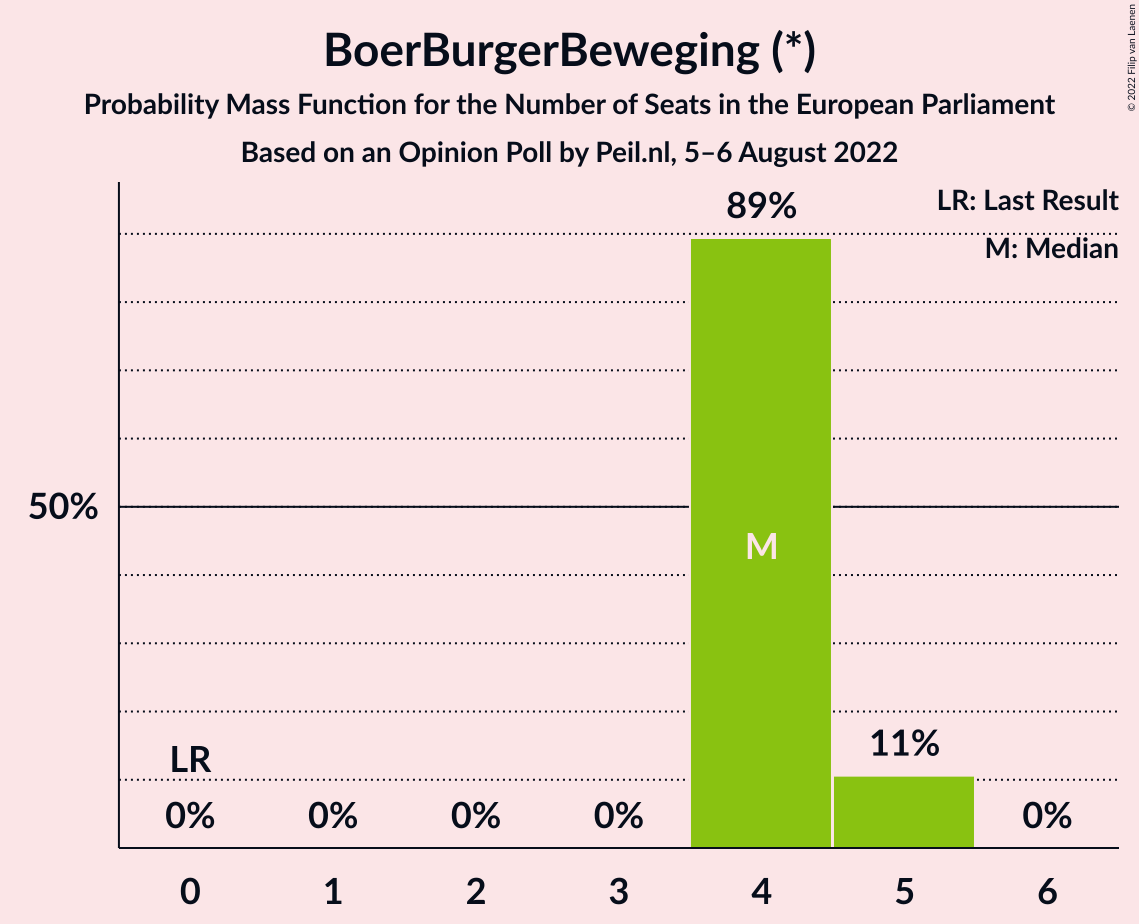 BoerBurgerBeweging (*)
Probability Mass Function for the Number of Seats in the European Parliament
Based on an Opinion Poll by Peil.nl, 5–6 August 2022
© 2022 Filip van Laenen
LR: Last Result
M: Median
89%
50%
M
11%
LR
0% 0% 0% 0% 0%
0 1 2 3 4 5 6